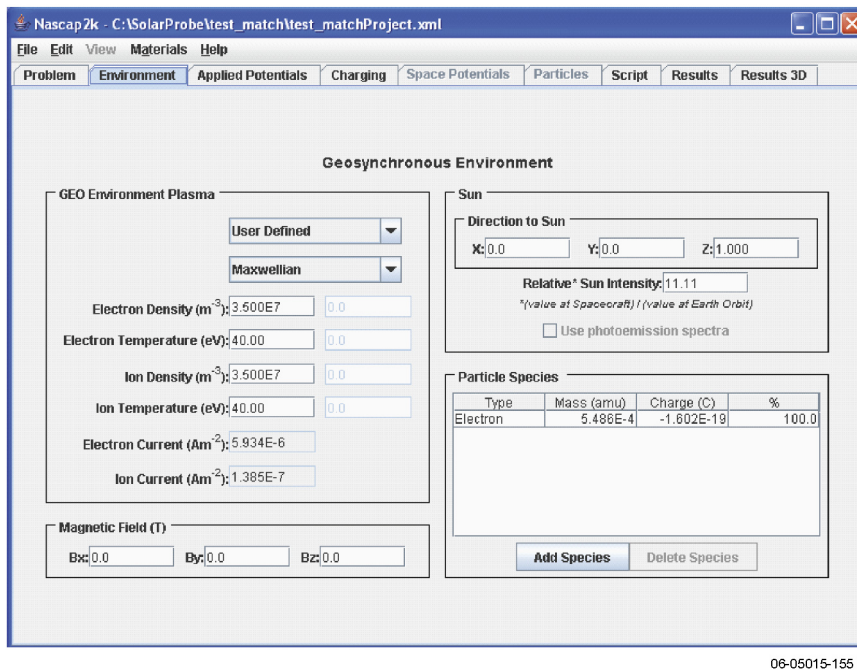 Nascap2k - C:\SolarProbe\test_match\test_matchProject.xml
File Edit View Materials Help
Problem Environment Applied Potentials Charging Space Potentials Particles Script Results Results 3D
Geosynchronous Environment
GEO Environment Plasma
User Defined
Maxwellian
Electron Density (m-3): 3.500E7 0.0
Electron Temperature (eV): 40.00 0.0
Ion Density (m-3): 3.500E7 0.0
Ion Temperature (eV): 40.00 0.0
Electron Current (Am-2): 5.934E-6
Ion Current (Am-2): 1.385E-7
Magnetic Field (T)
Bx: 0.0 By: 0.0 Bz: 0.0
Sun
Direction to Sun
X: 0.0 Y: 0.0 Z: 1.000
Relative* Sun Intensity: 11.11
*(value at Spacecraft) / (value at Earth Orbit)
Use photoemission spectra
Particle Species
Type Mass (amu) Charge (C) %
Electron 5.486E-4 -1.602E-19 100.0
Add Species Delete Species
06-05015-155